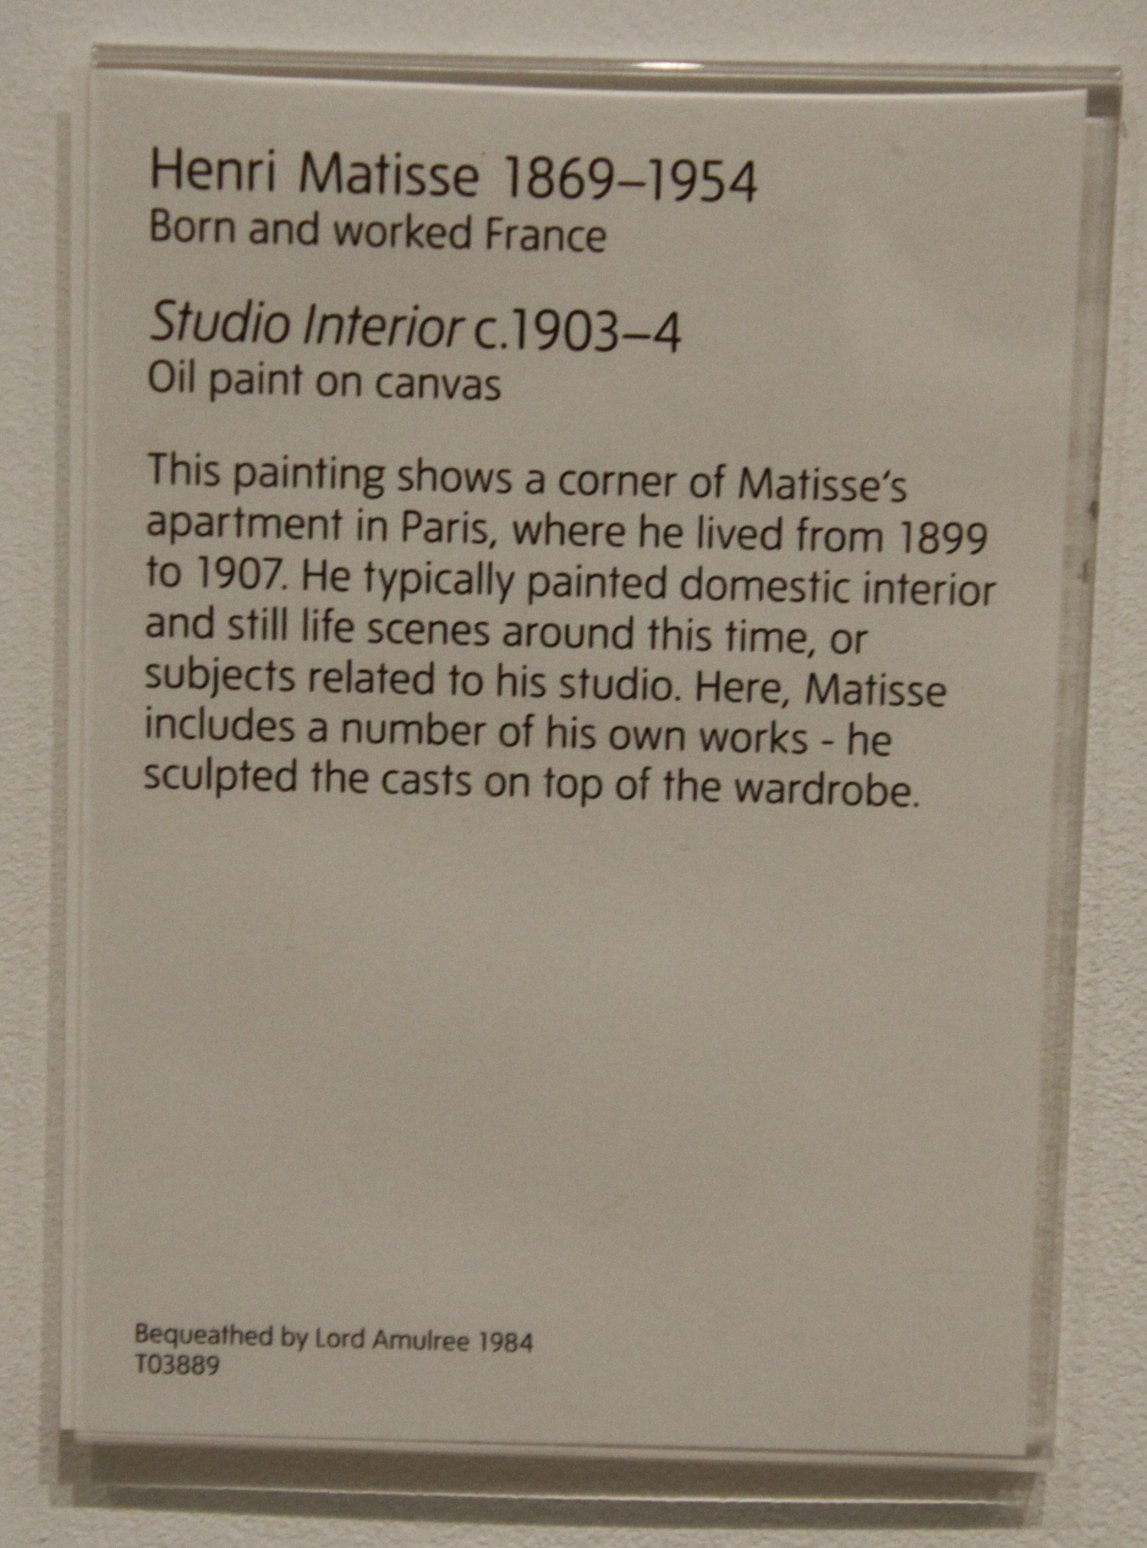 Henri Matisse 1869–1954
Born and worked France
Studio Interior c.1903–4
Oil paint on canvas
This painting shows a corner of Matisse's
apartment in Paris, where he lived from 1899
to 1907. He typically painted domestic interior
and still life scenes around this time, or
subjects related to his studio. Here, Matisse
includes a number of his own works - he
sculpted the casts on top of the wardrobe.
Bequeathed by Lord Amulree 1984
T03889